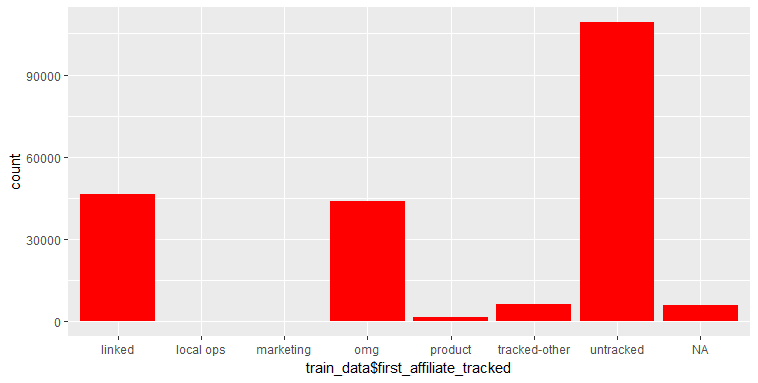 90000
60000
30000
0
count
linked local ops marketing omg product tracked-other untracked NA
train_data$first_affiliate_tracked